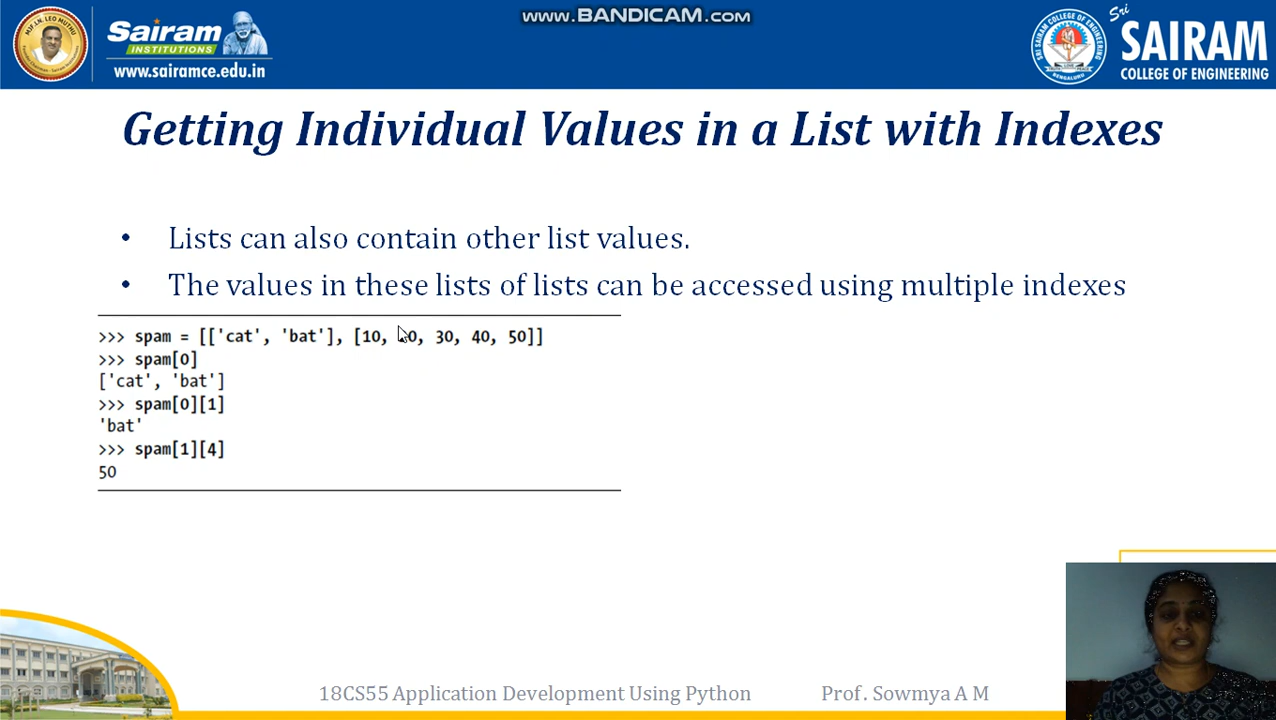 www.BANDICAM.com
Sairam
INSTITUTIONS
www.sairamce.edu.in
Sri
SAIRAM
COLLEGE OF ENGINEERING
Getting Individual Values in a List with Indexes
• Lists can also contain other list values.
• The values in these lists of lists can be accessed using multiple indexes
>>> spam = [['cat', 'bat'], [10, 20, 30, 40, 50]]
>>> spam[0]
['cat', 'bat']
>>> spam[0][1]
'bat'
>>> spam[1][4]
50
18CS55 Application Development Using Python Prof. Sowmya A M